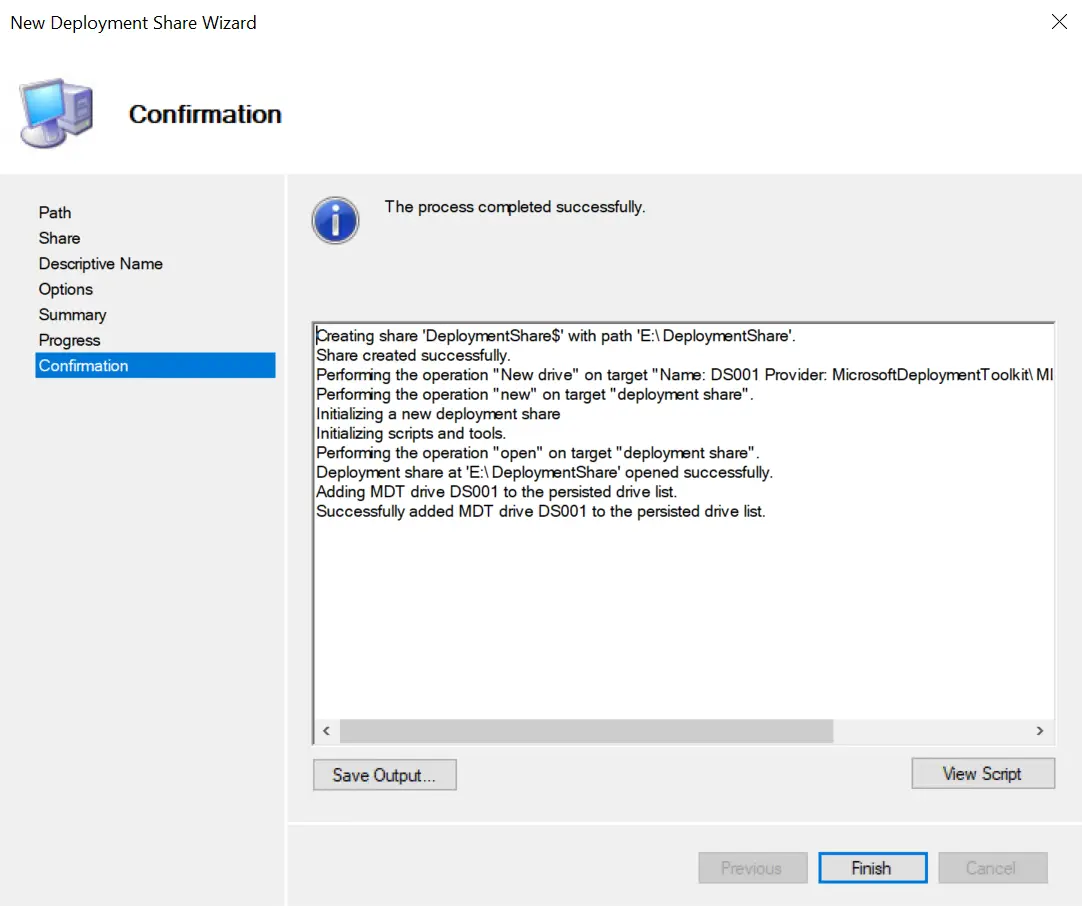 New Deployment Share Wizard
Confirmation
Path
Share
Descriptive Name
Options
Summary
Progress
Confirmation
The process completed successfully.
Creating share 'DeploymentShare$' with path 'E:\DeploymentShare'.
Share created successfully.
Performing the operation "New drive" on target "Name: DS001 Provider: MicrosoftDeploymentToolkit\MI
Performing the operation "new" on target "deployment share".
Initializing a new deployment share
Initializing scripts and tools.
Performing the operation "open" on target "deployment share".
Deployment share at 'E:\DeploymentShare' opened successfully.
Adding MDT drive DS001 to the persisted drive list.
Successfully added MDT drive DS001 to the persisted drive list.
Save Output...
View Script
Previous
Finish
Cancel